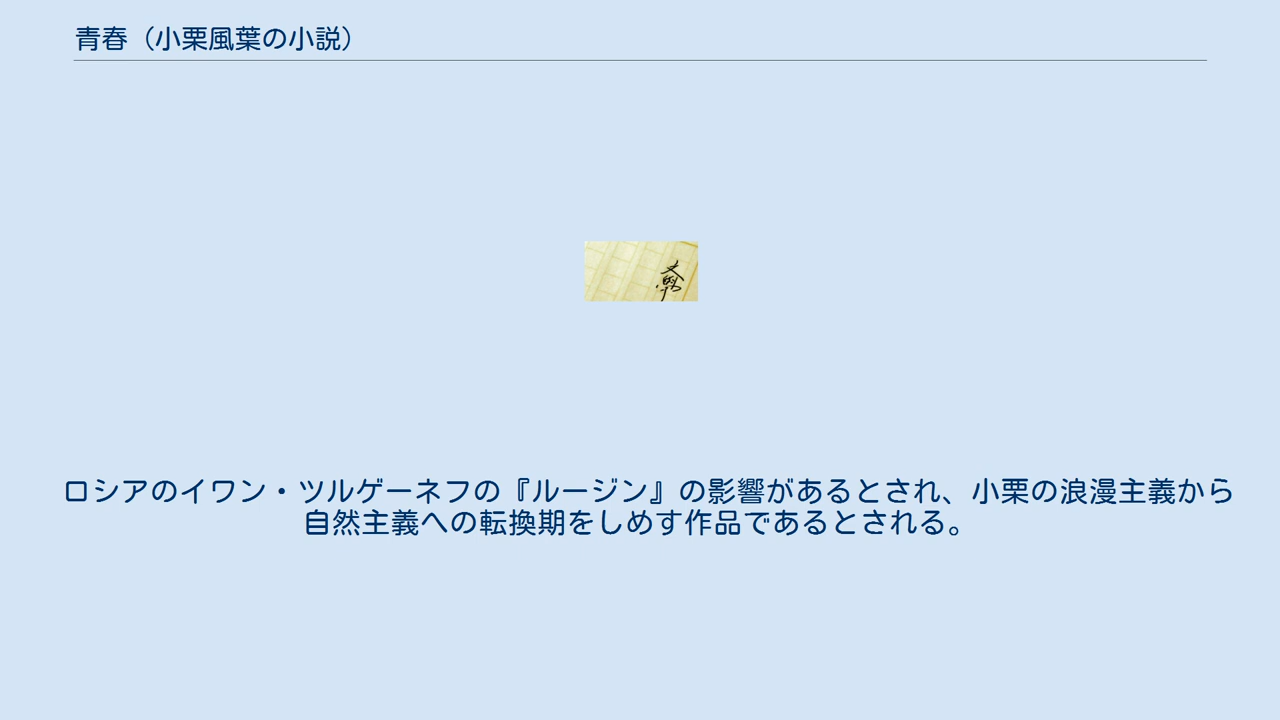 青春（小栗風葉の小説）
ロシアのイワン・ツルゲーネフの『ルージン』の影響があるとされ、小栗の浪漫主義から
自然主義への転換期をしめす作品であるとされる。